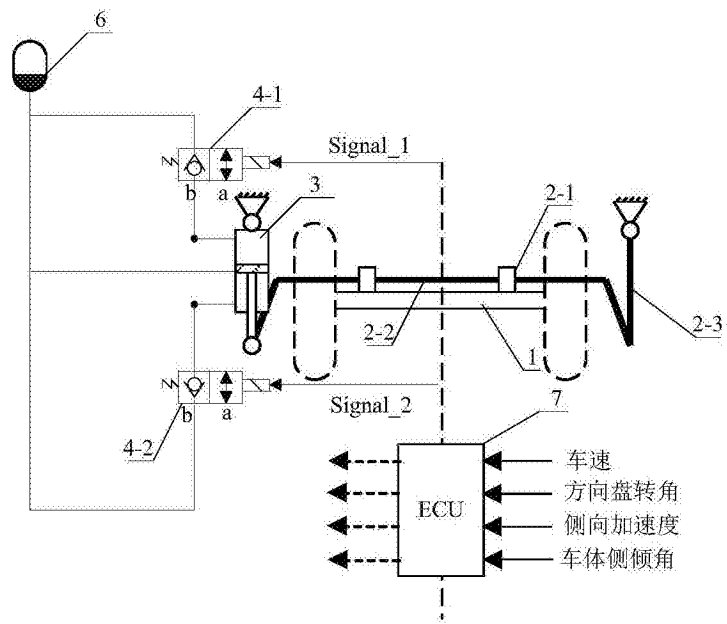 6
4-1
Signal_1
b
a
3
2-1
2-2
2-3
1
b
a
Signal_2
7
4-2
ECU
车速
方向盘转角
侧向加速度
车体侧倾角